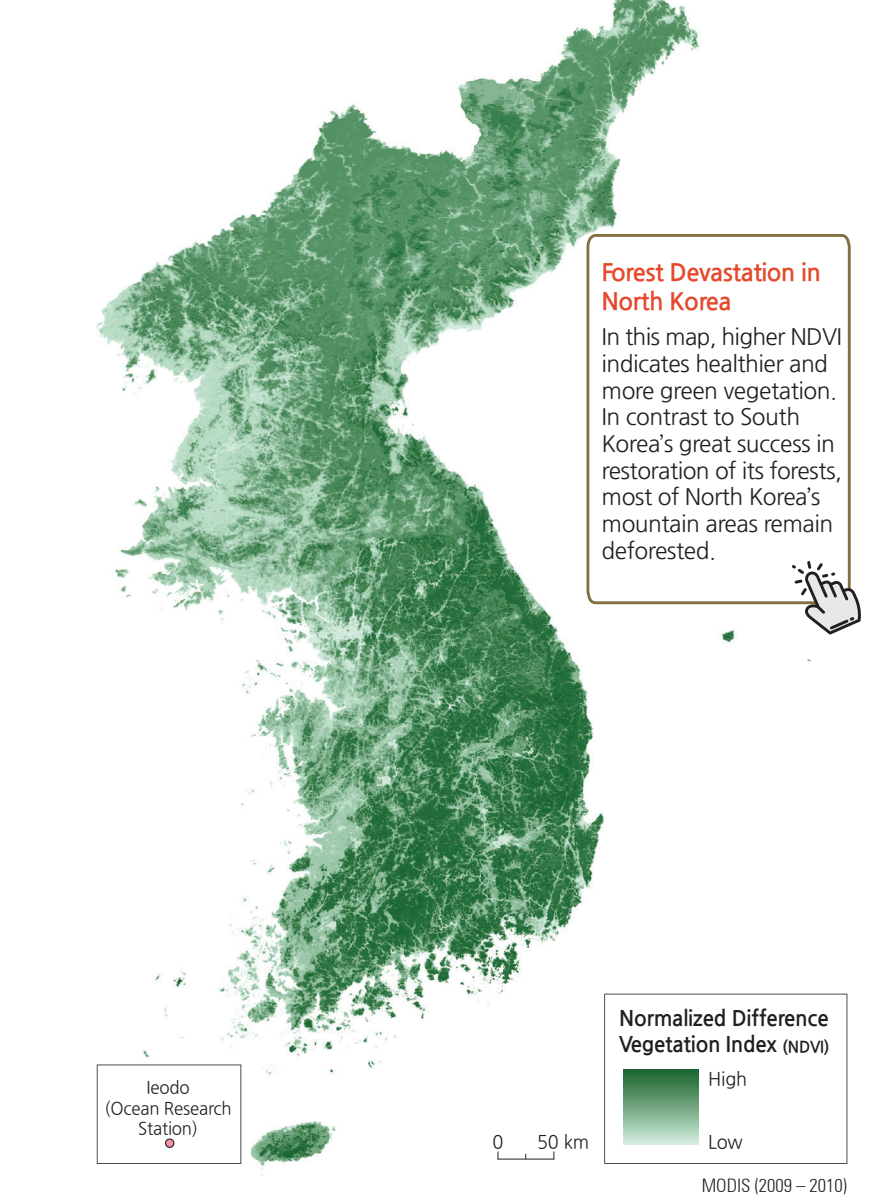 Forest Devastation in
North Korea
In this map, higher NDVI
indicates healthier and
more green vegetation.
In contrast to South
Korea's great success in
restoration of its forests,
most of North Korea's
mountain areas remain
deforested.
Normalized Difference
Vegetation Index (NDVI)
High
Low
Ieodo
(Ocean Research
Station)
0 50 km
MODIS (2009 – 2010)